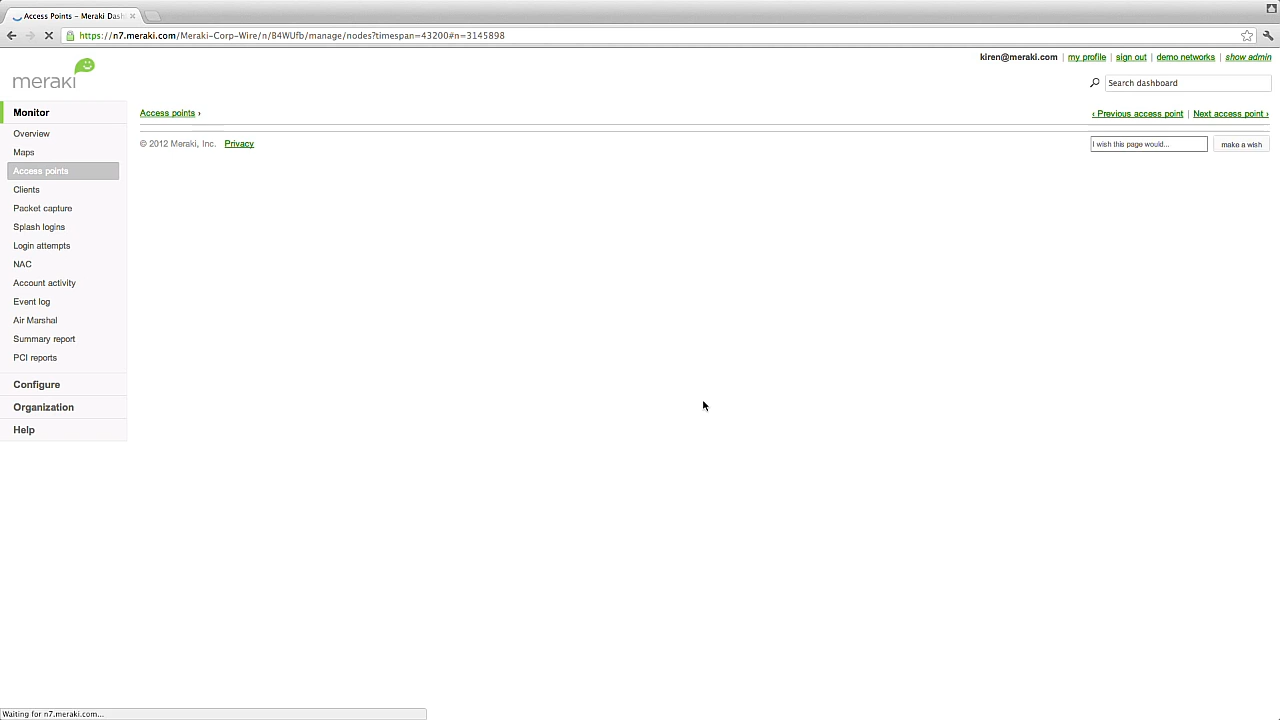 Access Points – Meraki Dash
https://n7.meraki.com/Meraki-Corp-Wire/n/B4WUfb/manage/nodes?timespan=43200#n=3145898
kiren@meraki.com | my profile | sign out | demo networks | show admin
meraki
Search dashboard
Monitor
Access points ›
‹ Previous access point | Next access point ›
Overview
© 2012 Meraki, Inc. Privacy
I wish this page would...
make a wish
Maps
Access points
Clients
Packet capture
Splash logins
Login attempts
NAC
Account activity
Event log
Air Marshal
Summary report
PCI reports
Configure
Organization
Help
Waiting for n7.meraki.com...